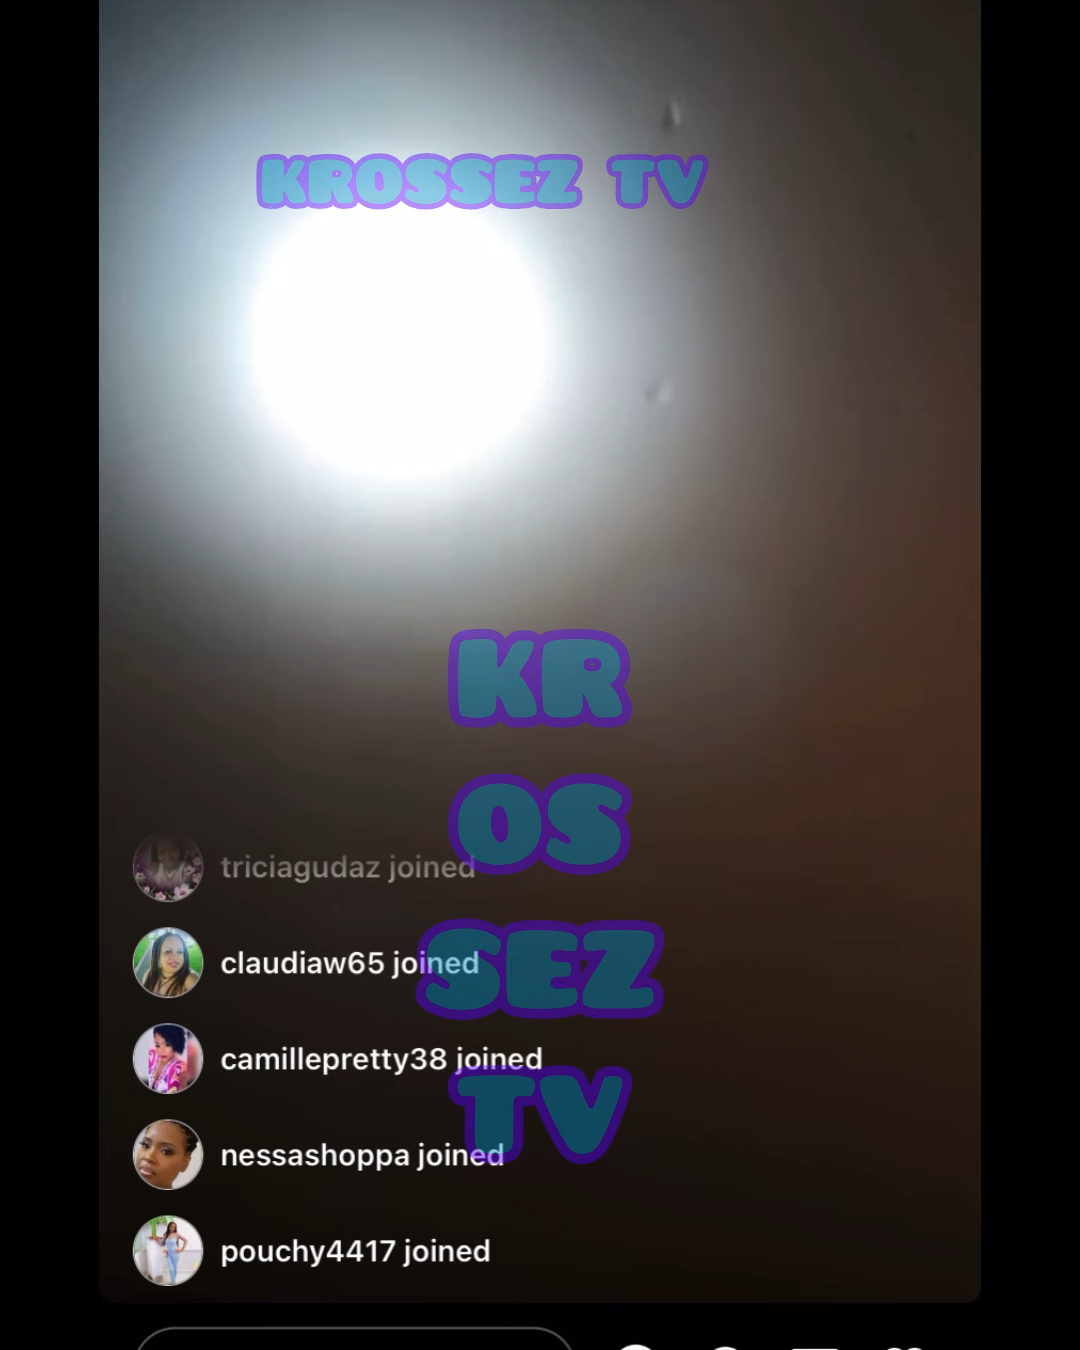 KROSSEZ TV
KR
OS
SEZ
TV
triciagudaz joined
claudiaw65 joined
camillepretty38 joined
nessashoppa joined
pouchy4417 joined